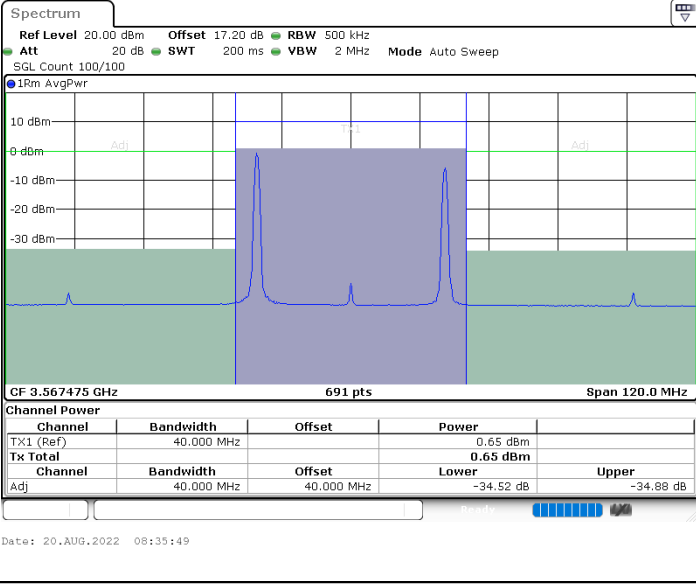 Spectrum
Ref Level 20.00 dBm Offset 17.20 dB RBW 500 kHz
Att 20 dB SWT 200 ms VBW 2 MHz Mode Auto Sweep
SGL Count 100/100
1Rm AvgPwr
10 dBm
Tx1
Adj
0 dBm
Adj
-10 dBm
-20 dBm
-30 dBm
CF 3.567475 GHz 691 pts Span 120.0 MHz
Channel Power
Channel Bandwidth Offset Power
TX1 (Ref) 40.000 MHz 0.65 dBm
Tx Total 0.65 dBm
Channel Bandwidth Offset Lower Upper
Adj 40.000 MHz 40.000 MHz -34.52 dB -34.88 dB
Ready
Date: 20.AUG.2022 08:35:49